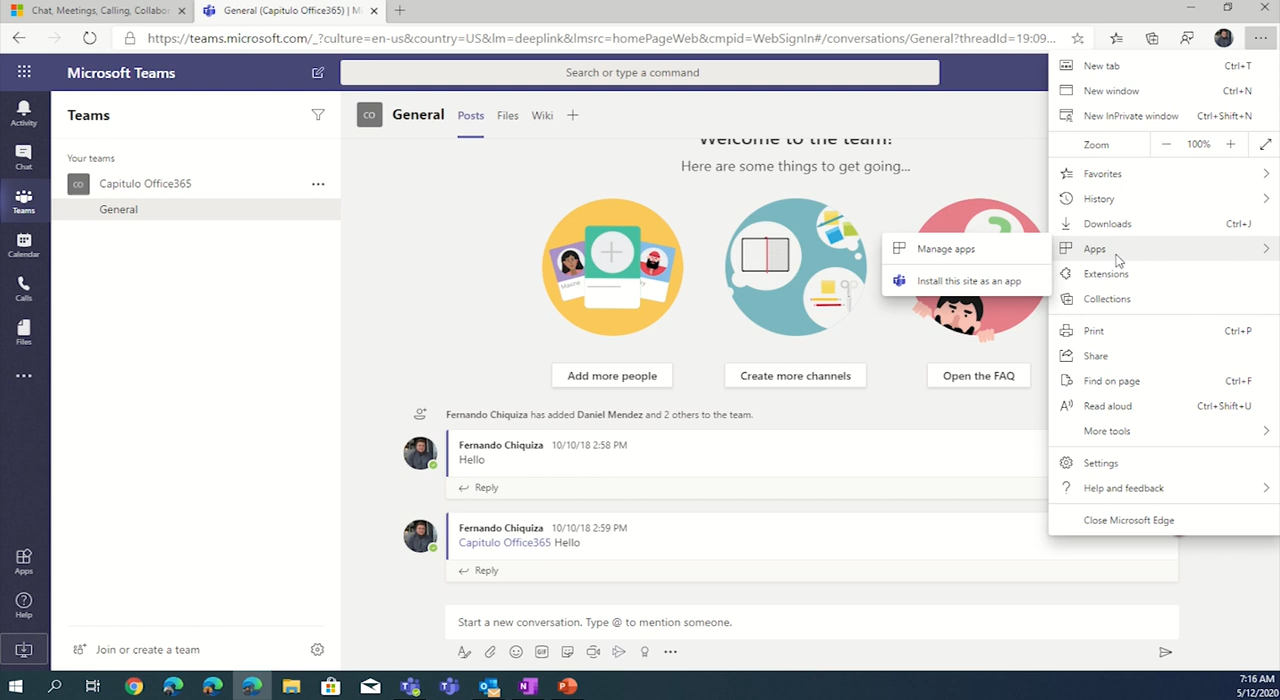 Chat, Meetings, Calling, Collabor
General (Capitulo Office365) | Mi
https://teams.microsoft.com/_?culture=en-us&country=US&lm=deeplink&lmsrc=homePageWeb&cmpid=WebSignIn#/conversations/General?threadId=19:09...
Microsoft Teams
Search or type a command
Activity
Chat
Teams
Calendar
Calls
Files
Apps
Help
Teams
Your teams
CO Capitulo Office365
General
Join or create a team
CO General Posts Files Wiki
Welcome to the team!
Here are some things to get going...
Maxine
Add more people
Create more channels
Open the FAQ
Fernando Chiquiza has added Daniel Mendez and 2 others to the team.
Fernando Chiquiza 10/10/18 2:58 PM
Hello
Reply
Fernando Chiquiza 10/10/18 2:59 PM
Capitulo Office365 Hello
Reply
Start a new conversation. Type @ to mention someone.
GIF
Manage apps
Install this site as an app
New tab Ctrl+T
New window Ctrl+N
New InPrivate window Ctrl+Shift+N
Zoom 100%
Favorites
History
Downloads Ctrl+J
Apps
Extensions
Collections
Print Ctrl+P
Share
Find on page Ctrl+F
Read aloud Ctrl+Shift+U
More tools
Settings
Help and feedback
Close Microsoft Edge
7:16 AM
5/12/2020